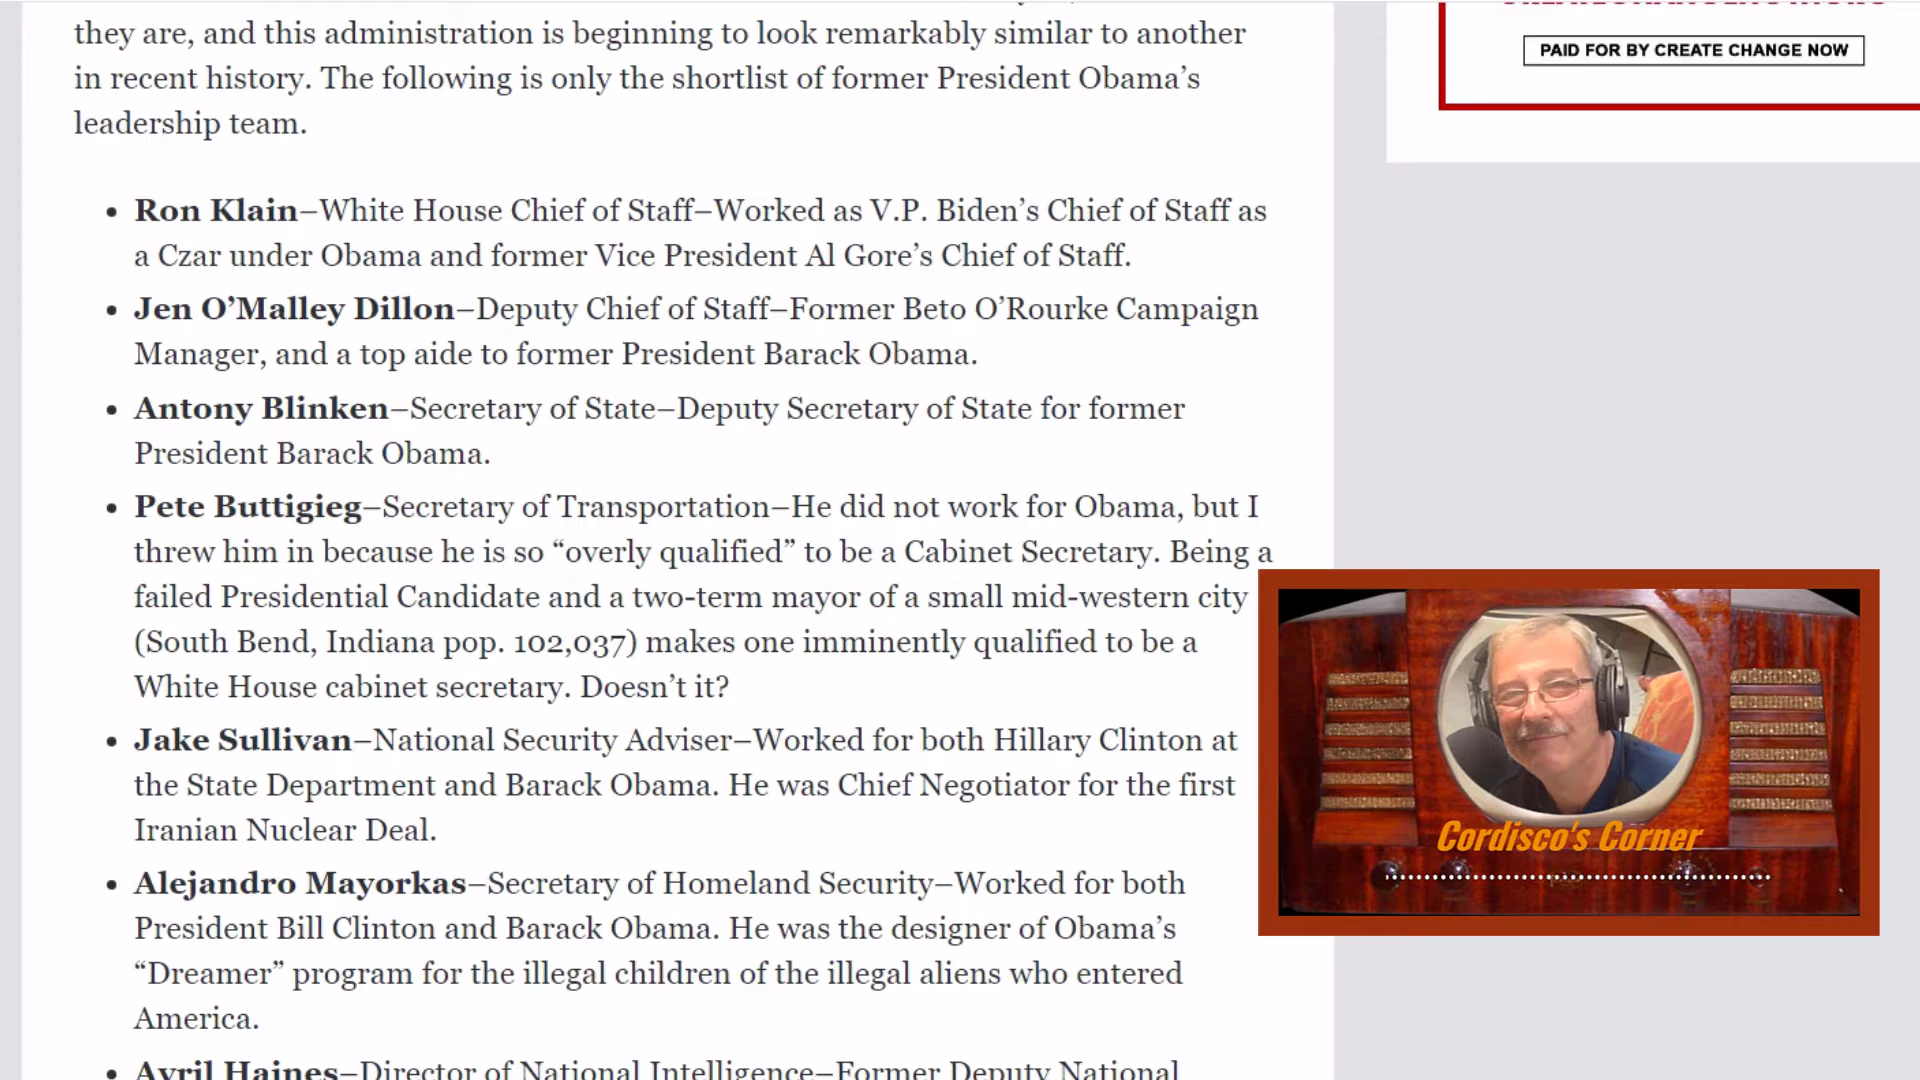 they are, and this administration is beginning to look remarkably similar to another
in recent history. The following is only the shortlist of former President Obama’s
leadership team.
• Ron Klain–White House Chief of Staff–Worked as V.P. Biden’s Chief of Staff as
a Czar under Obama and former Vice President Al Gore’s Chief of Staff.
• Jen O’Malley Dillon–Deputy Chief of Staff–Former Beto O’Rourke Campaign
Manager, and a top aide to former President Barack Obama.
• Antony Blinken–Secretary of State–Deputy Secretary of State for former
President Barack Obama.
• Pete Buttigieg–Secretary of Transportation–He did not work for Obama, but I
threw him in because he is so “overly qualified” to be a Cabinet Secretary. Being a
failed Presidential Candidate and a two-term mayor of a small mid-western city
(South Bend, Indiana pop. 102,037) makes one imminently qualified to be a
White House cabinet secretary. Doesn’t it?
• Jake Sullivan–National Security Adviser–Worked for both Hillary Clinton at
the State Department and Barack Obama. He was Chief Negotiator for the first
Iranian Nuclear Deal.
• Alejandro Mayorkas–Secretary of Homeland Security–Worked for both
President Bill Clinton and Barack Obama. He was the designer of Obama’s
“Dreamer” program for the illegal children of the illegal aliens who entered
America.
• Avril Haines–Director of National Intelligence–Former Deputy National
PAID FOR BY CREATE CHANGE NOW
Cordisco's Corner